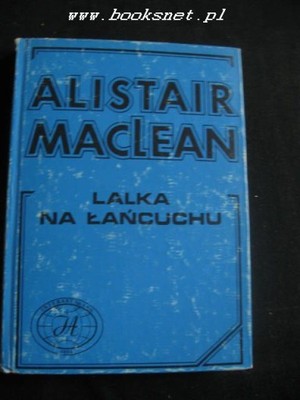 www.booksnet.pl
ALISTAIR
MACLEAN
LALKA
NA ŁAŃCUCHU